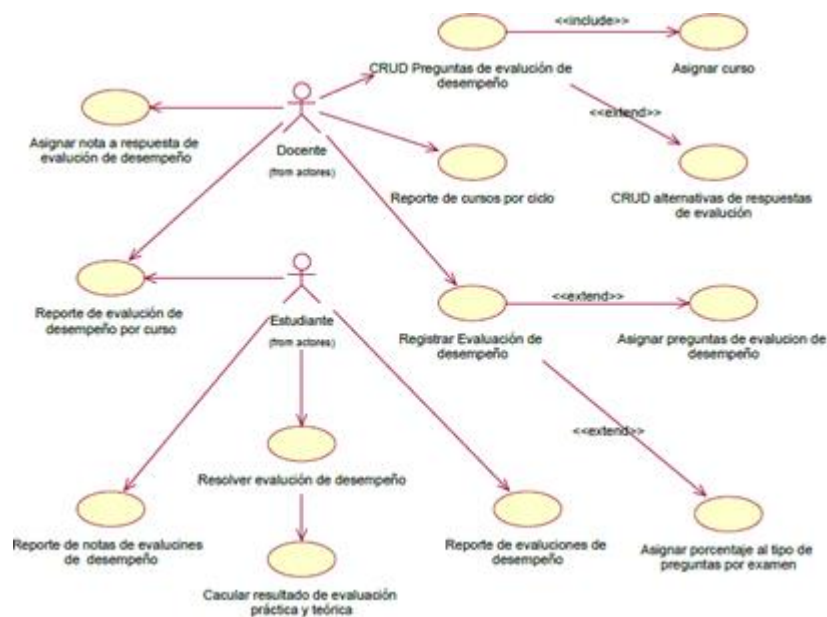 <<include>>
CRUD Preguntas de evalución de
desempeño
Asignar curso
<<extend>>
Asignar nota a respuesta de
evalución de desempeño
Docente
(from actores)
Reporte de cursos por ciclo
CRUD alternativas de respuestas
de evalución
Reporte de evalución de
desempeño por curso
Estudiante
(from actores)
<<extend>>
Registrar Evaluación de
desempeño
Asignar preguntas de evalucion de
desempeño
<<extend>>
Resolver evalución de desempeño
Reporte de notas de evalucines
de desempeño
Cacular resultado de evaluación
práctica y teórica
Reporte de evaluciones de
desempeño
Asignar porcentaje al tipo de
preguntas por examen